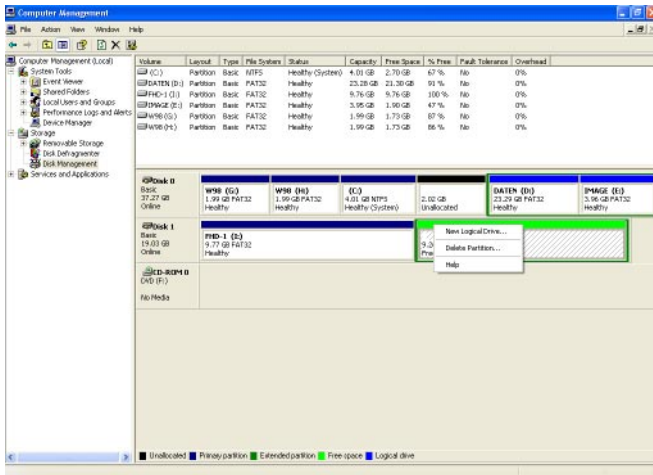 Computer Management
File Action View Window Help
Computer Management (Local)
System Tools
Event Viewer
Shared Folders
Local Users and Groups
Performance Logs and Alerts
Device Manager
Storage
Removable Storage
Disk Defragmenter
Disk Management
Services and Applications
Volume Layout Type File System Status Capacity Free Space % Free Fault Tolerance Overhead
(C:) Partition Basic NTFS Healthy (System) 4.01 GB 2.70 GB 67 % No 0%
DATEN (D:) Partition Basic FAT32 Healthy 23.28 GB 21.30 GB 91 % No 0%
FHD-1 (I:) Partition Basic FAT32 Healthy 9.76 GB 9.76 GB 100 % No 0%
IMAGE (E:) Partition Basic FAT32 Healthy 3.95 GB 1.90 GB 47 % No 0%
W98 (G:) Partition Basic FAT32 Healthy 1.99 GB 1.73 GB 87 % No 0%
W98 (H:) Partition Basic FAT32 Healthy 1.99 GB 1.73 GB 86 % No 0%
Disk 0
Basic
37.27 GB
Online
W98 (G:)
1.99 GB FAT32
Healthy
W98 (H:)
1.99 GB FAT32
Healthy
(C:)
4.01 GB NTFS
Healthy (System)
2.02 GB
Unallocated
DATEN (D:)
23.29 GB FAT32
Healthy
IMAGE (E:)
3.96 GB FAT32
Healthy
Disk 1
Basic
19.03 GB
Online
FHD-1 (I:)
9.77 GB FAT32
Healthy
New Logical Drive...
Delete Partition...
Help
CD-ROM 0
DVD (F:)
No Media
Unallocated Primary partition Extended partition Free space Logical drive